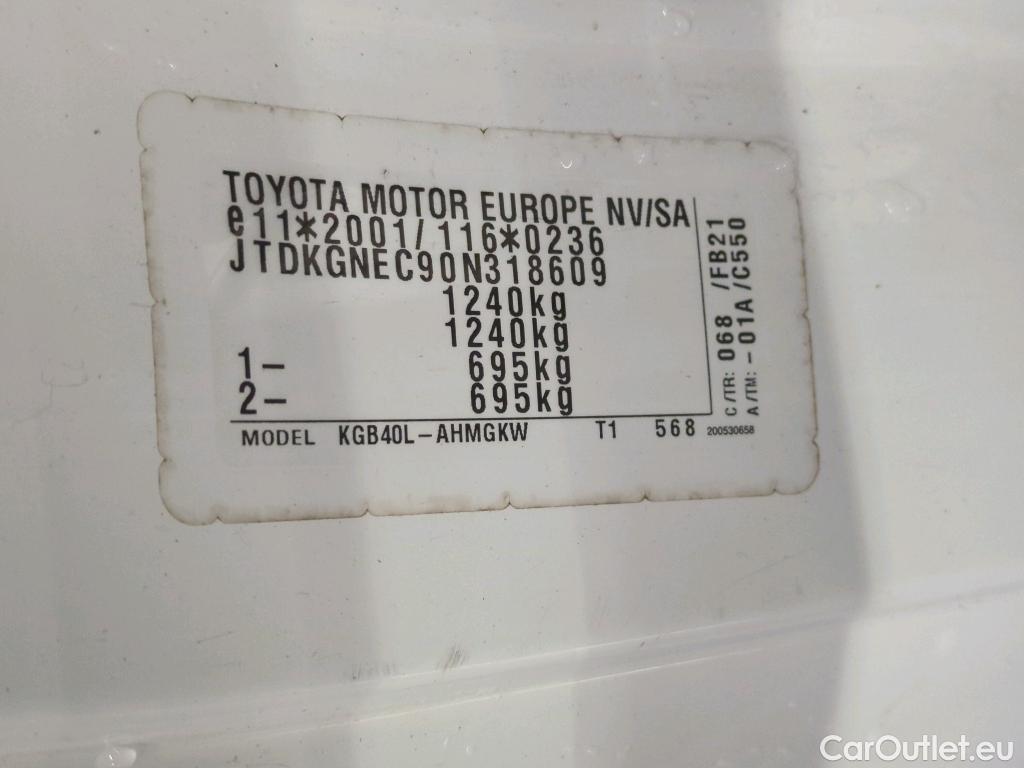 TOYOTA MOTOR EUROPE NV/SA
e11*2001/116*0236
JTDKGNEC90N318609
1240kg
1240kg
1- 695kg
2- 695kg
MODEL KGB40L-AHMGKW T1 568 200530658
C/TR: 068 /FB21
A/TM: -01A /C550
CarOutlet.eu